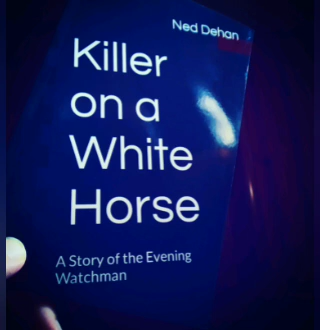 Ned Dehan
Killer
on a
White
Horse
A Story of the Evening
Watchman